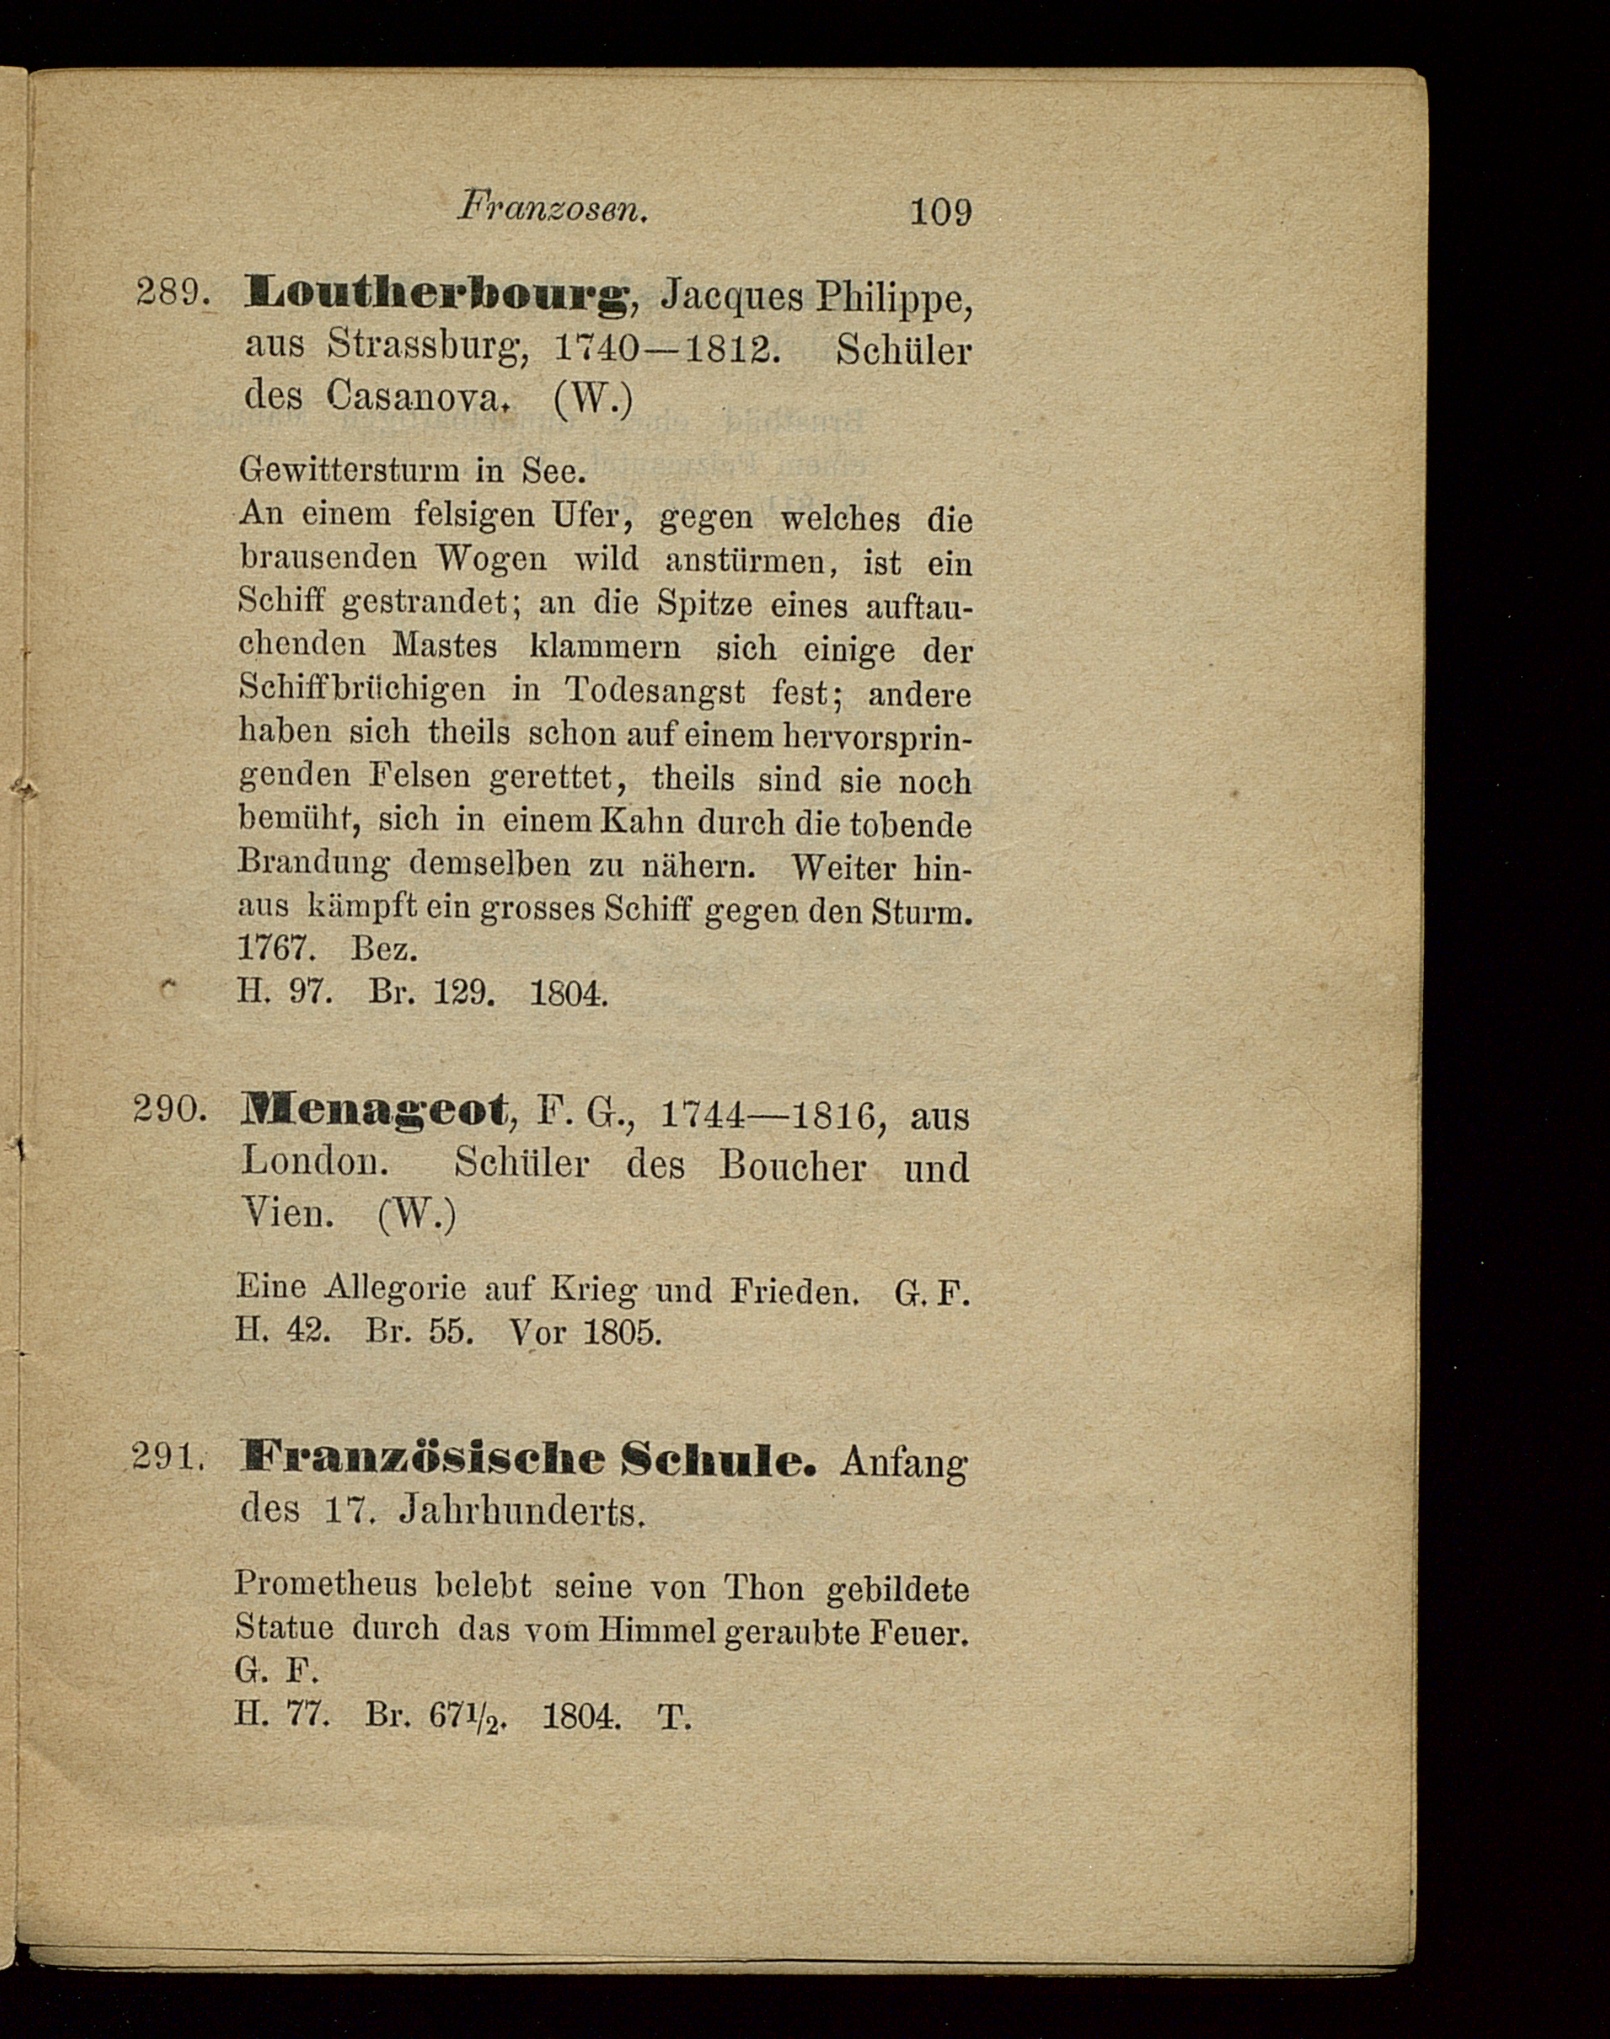 Franzosen. 109
289. Loutherbourg, Jacques Philippe,
aus Strassburg, 1740—1812. Schüler
des Casanova. (W.)
Gewittersturm in See.
An einem felsigen Ufer, gegen welches die
brausenden Wogen wild anstürmen, ist ein
Schiff gestrandet; an die Spitze eines auftau-
chenden Mastes klammern sich einige der
Schiffbrüchigen in Todesangst fest; andere
haben sich theils schon auf einem hervorsprin-
genden Felsen gerettet, theils sind sie noch
bemüht, sich in einem Kahn durch die tobende
Brandung demselben zu nähern. Weiter hin-
aus kämpft ein grosses Schiff gegen den Sturm.
1767. Bez.
H. 97. Br. 129. 1804.
290. Menageot, F. G., 1744—1816, aus
London. Schüler des Boucher und
Vien. (W.)
Eine Allegorie auf Krieg und Frieden. G. F.
H. 42. Br. 55. Vor 1805.
291. Französische Schule. Anfang
des 17. Jahrhunderts.
Prometheus belebt seine von Thon gebildete
Statue durch das vom Himmel geraubte Feuer.
G. F.
H. 77. Br. 67½. 1804. T.